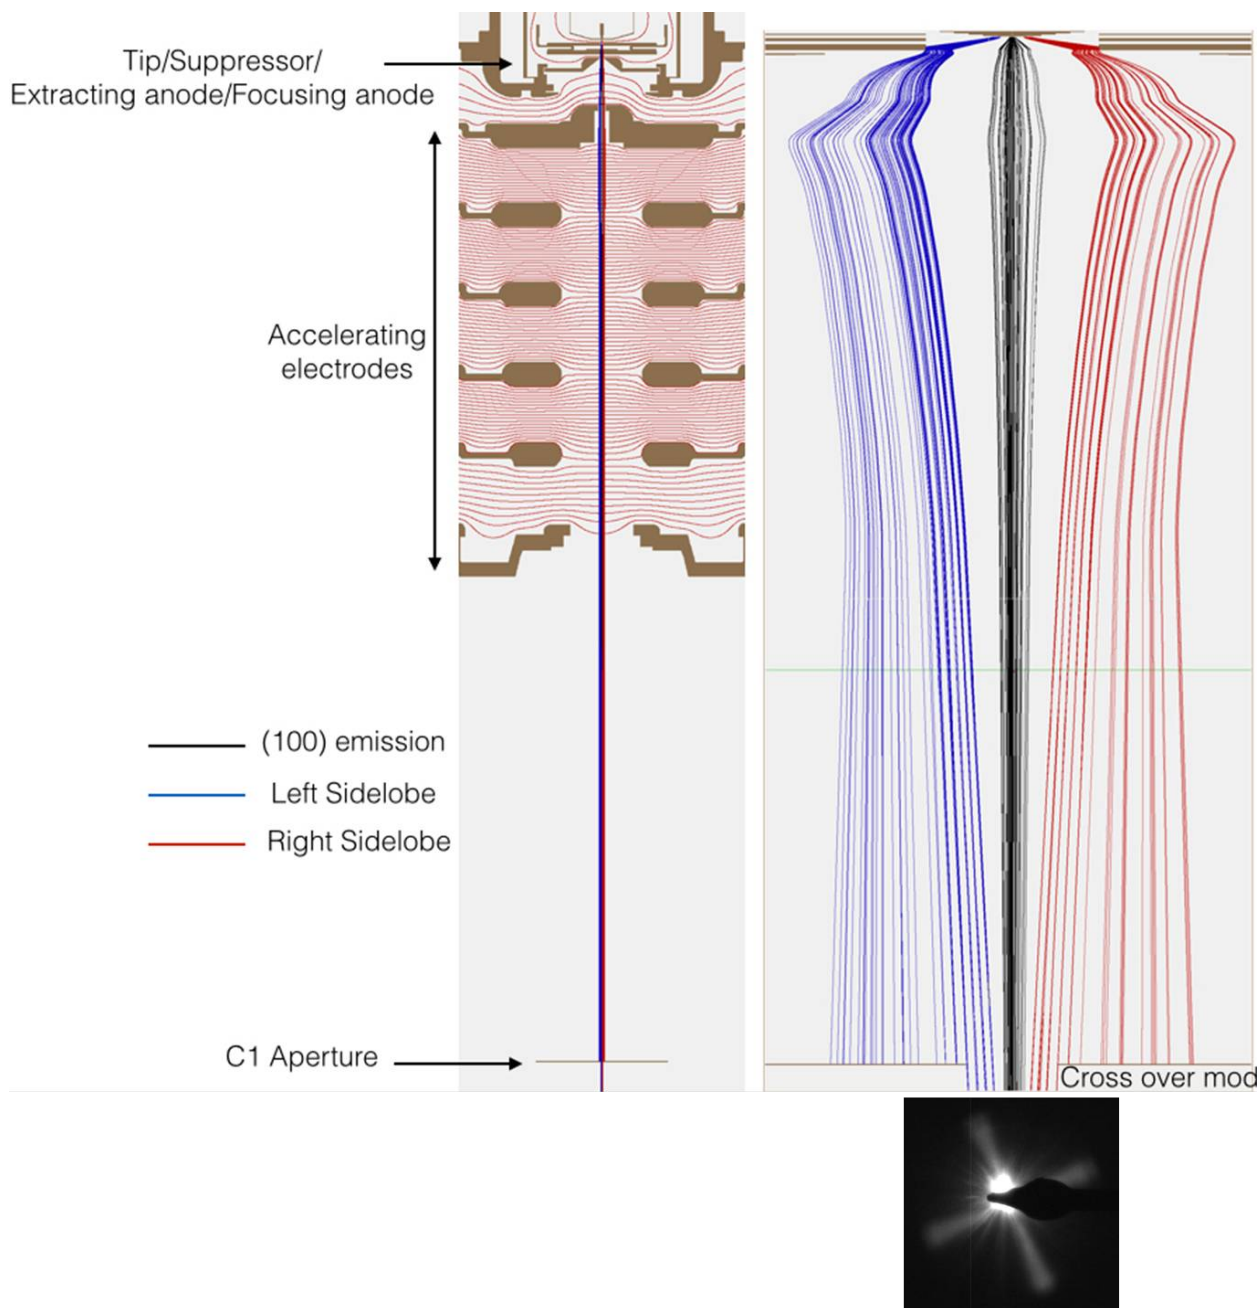 Tip/Suppressor/
Extracting anode/Focusing anode
Accelerating
electrodes
(100) emission
Left Sidelobe
Right Sidelobe
C1 Aperture
Cross over mod